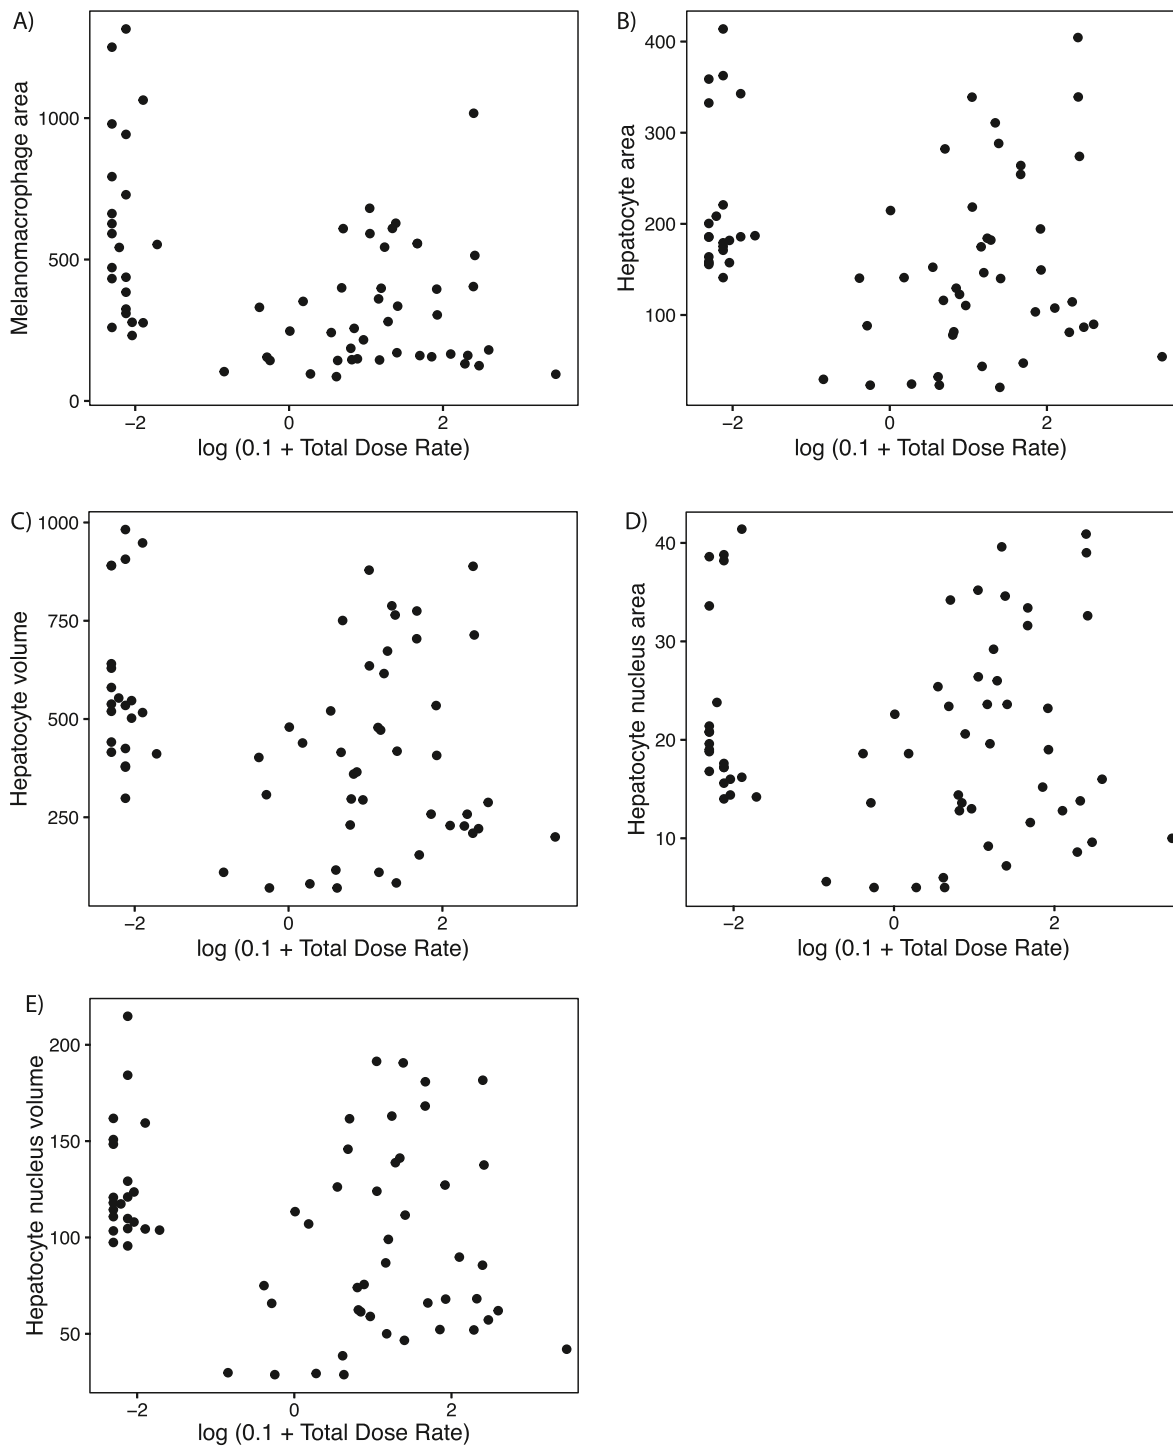 A)
Melanomacrophage area
1000
500
0
−2 0 2
log (0.1 + Total Dose Rate)
B)
Hepatocyte area
400
300
200
100
−2 0 2
log (0.1 + Total Dose Rate)
C)
Hepatocyte volume
1000
750
500
250
−2 0 2
log (0.1 + Total Dose Rate)
D)
Hepatocyte nucleus area
40
30
20
10
−2 0 2
log (0.1 + Total Dose Rate)
E)
Hepatocyte nucleus volume
200
150
100
50
−2 0 2
log (0.1 + Total Dose Rate)